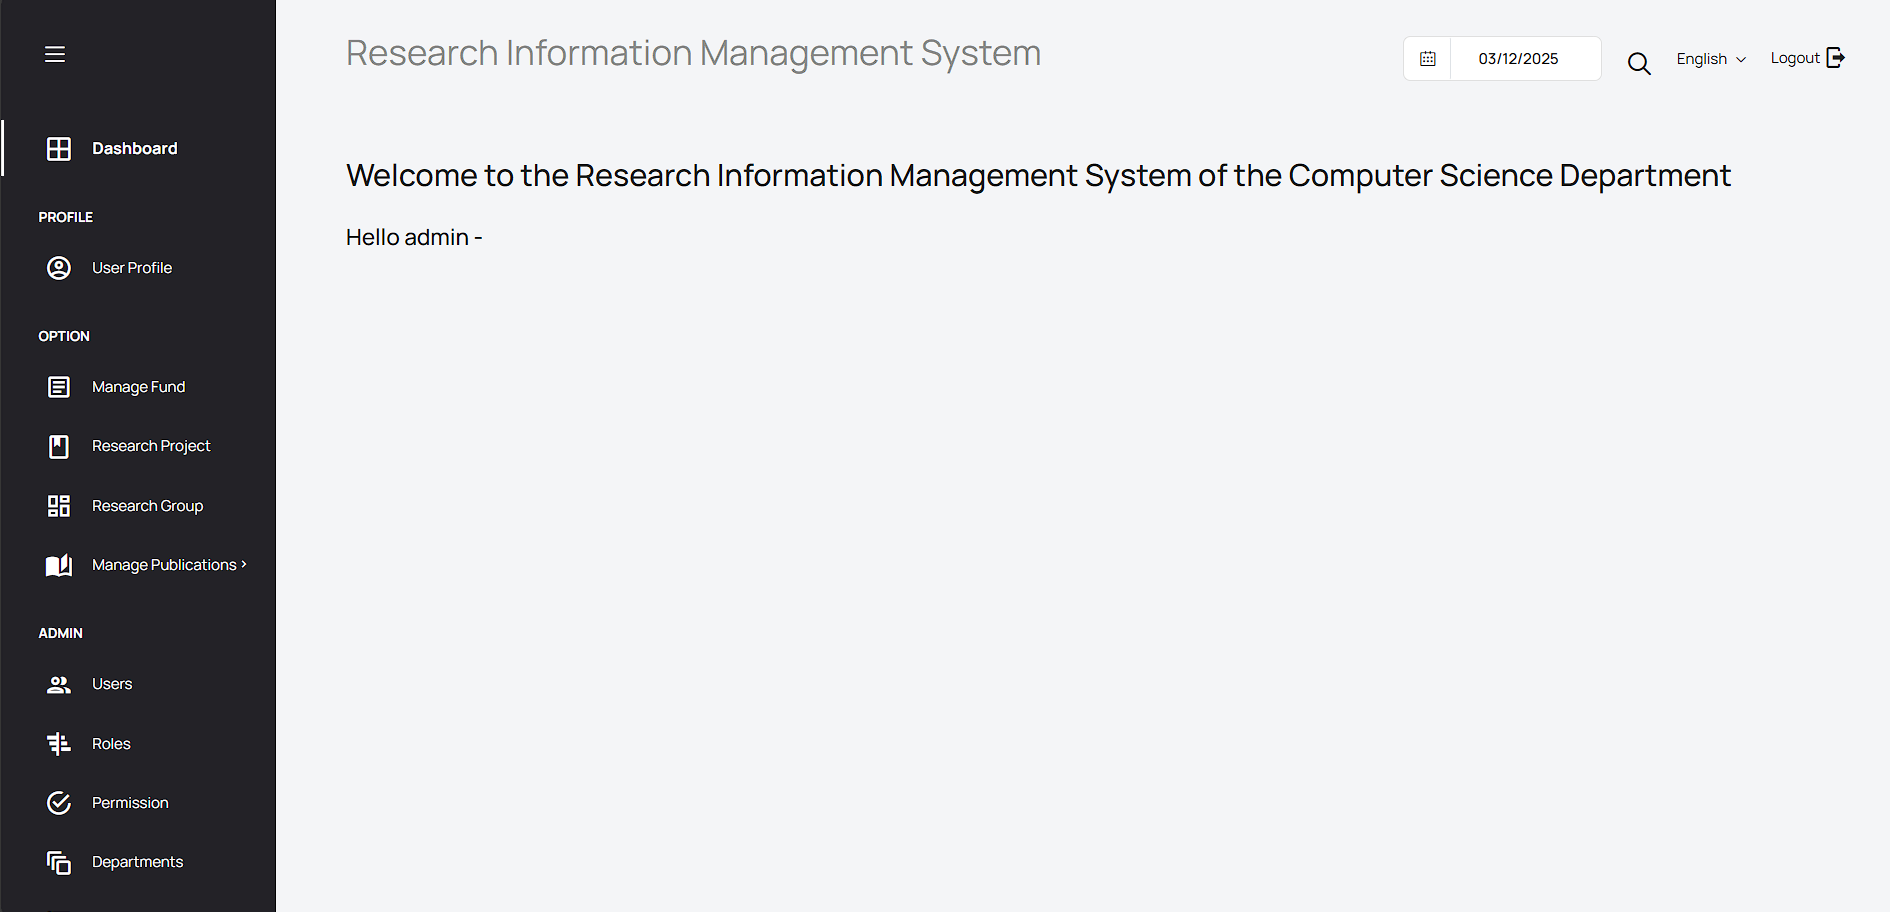 Research Information Management System
03/12/2025
English
Logout
Dashboard
PROFILE
User Profile
OPTION
Manage Fund
Research Project
Research Group
Manage Publications ›
ADMIN
Users
Roles
Permission
Departments
Welcome to the Research Information Management System of the Computer Science Department
Hello admin -